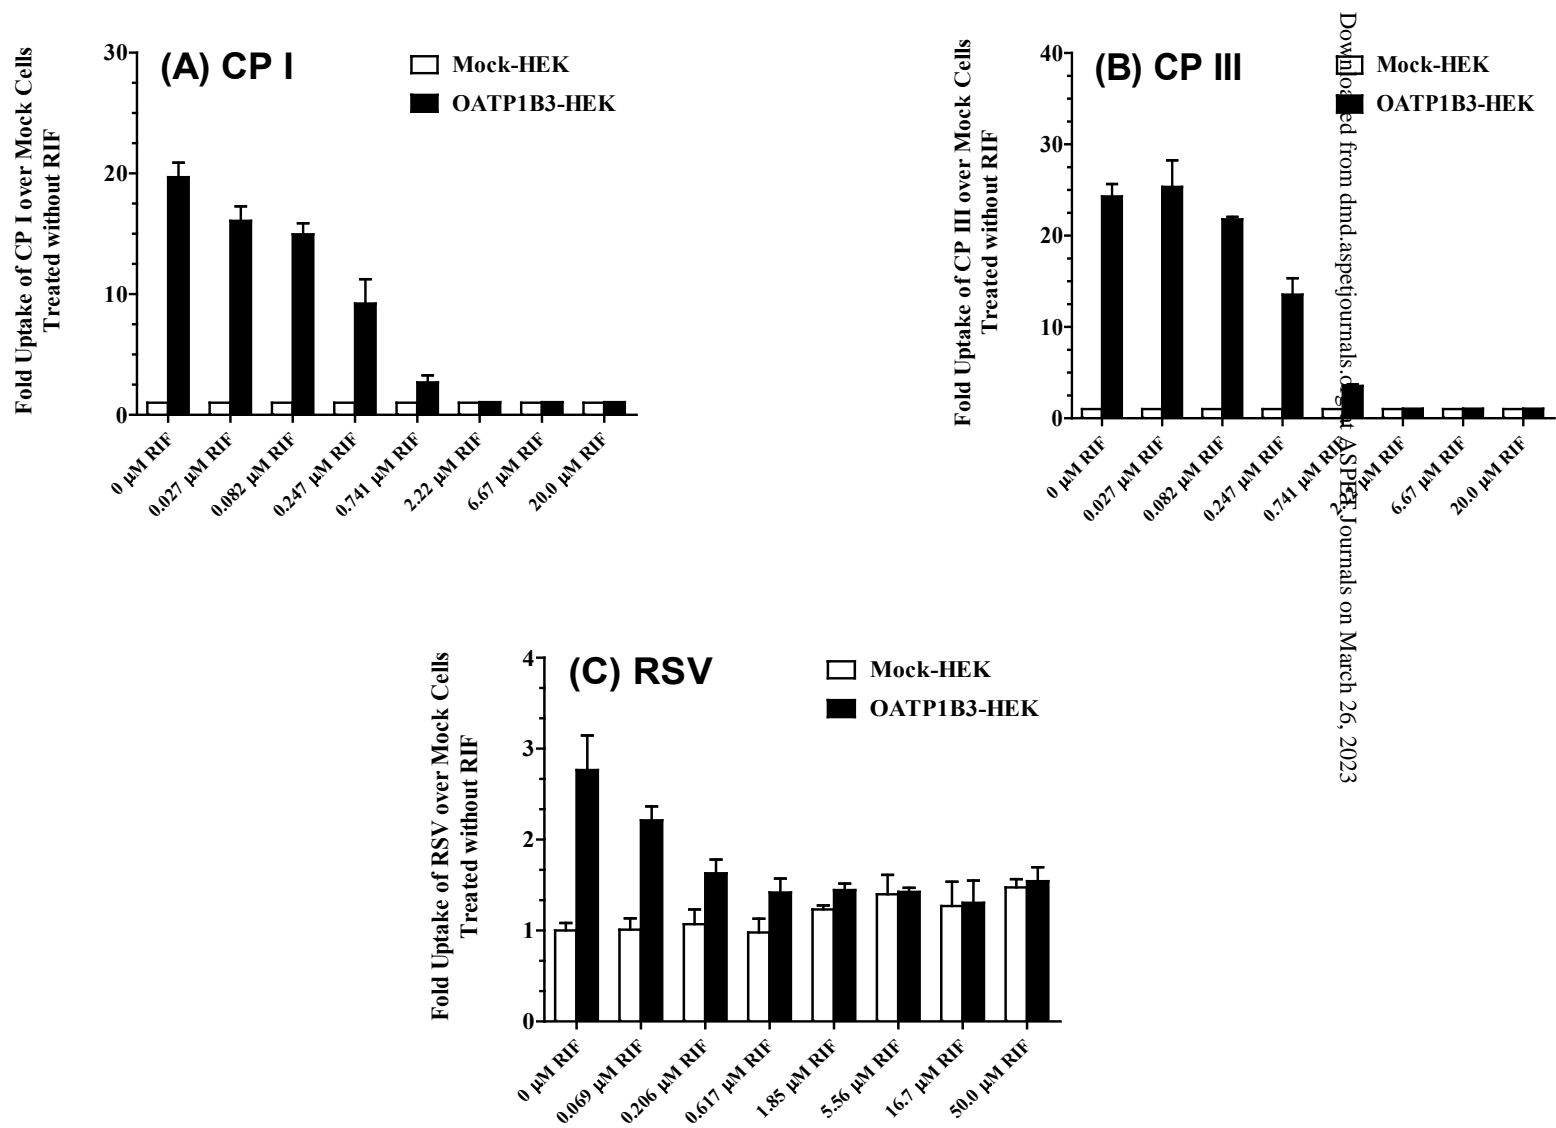 (A) CP I
Mock-HEK
OATP1B3-HEK
Fold Uptake of CP I over Mock Cells
Treated without RIF
30
20
10
0
0 µM RIF
0.027 µM RIF
0.082 µM RIF
0.247 µM RIF
0.741 µM RIF
2.22 µM RIF
6.67 µM RIF
20.0 µM RIF
(B) CP III
Mock-HEK
OATP1B3-HEK
Fold Uptake of CP III over Mock Cells
Treated without RIF
40
30
20
10
0
0 µM RIF
0.027 µM RIF
0.082 µM RIF
0.247 µM RIF
0.741 µM RIF
2.22 µM RIF
6.67 µM RIF
20.0 µM RIF
Downloaded from dmd.aspetjournals.org at ASPET Journals on March 26, 2023
(C) RSV
Mock-HEK
OATP1B3-HEK
Fold Uptake of RSV over Mock Cells
Treated without RIF
4
3
2
1
0
0 µM RIF
0.069 µM RIF
0.206 µM RIF
0.617 µM RIF
1.85 µM RIF
5.56 µM RIF
16.7 µM RIF
50.0 µM RIF